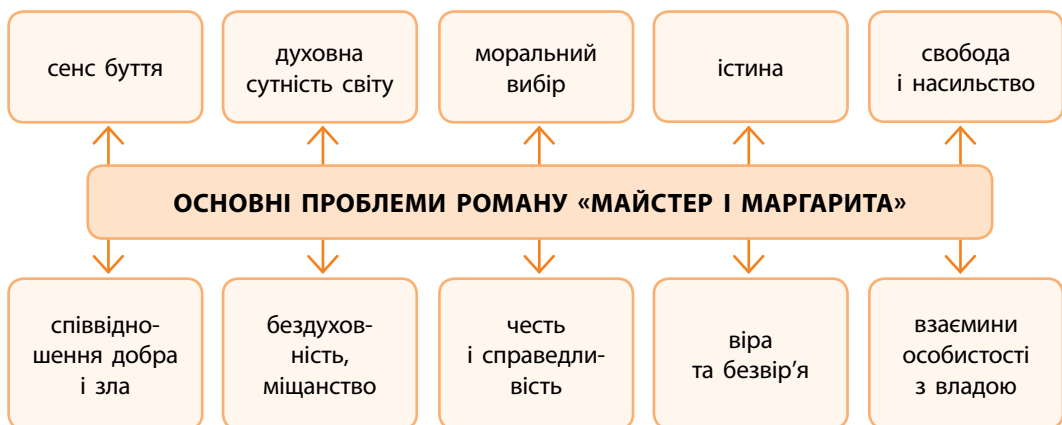 сенс буття
духовна
сутність світу
моральний
вибір
істина
свобода
і насильство
ОСНОВНІ ПРОБЛЕМИ РОМАНУ «МАЙСТЕР І МАРГАРИТА»
співвідно-
шення добра
і зла
бездухов-
ність,
міщанство
честь
і справедли-
вість
віра
та безвір'я
взаємини
особистості
з владою